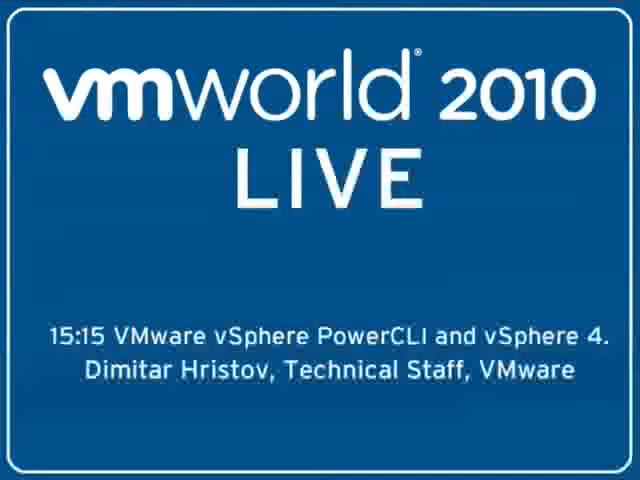 vmworld® 2010
LIVE
15:15 VMware vSphere PowerCLI and vSphere 4.
Dimitar Hristov, Technical Staff, VMware